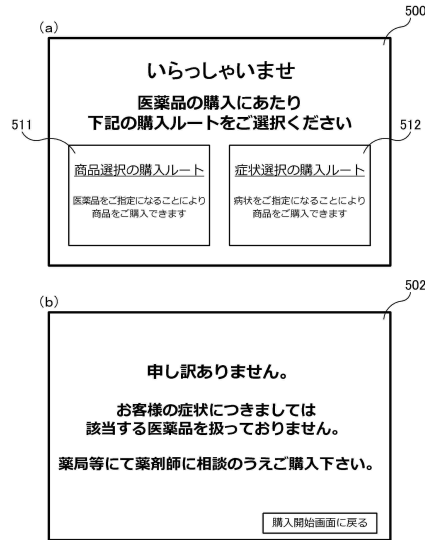 (a)
500
いらっしゃいませ
医薬品の購入にあたり
下記の購入ルートをご選択ください
511
512
商品選択の購入ルート
医薬品をご指定になることにより
商品をご購入できます
症状選択の購入ルート
病状をご指定になることにより
商品をご購入できます
(b)
502
申し訳ありません。
お客様の症状につきましては
該当する医薬品を扱っておりません。
薬局等にて薬剤師に相談のうえご購入下さい。
購入開始画面に戻る